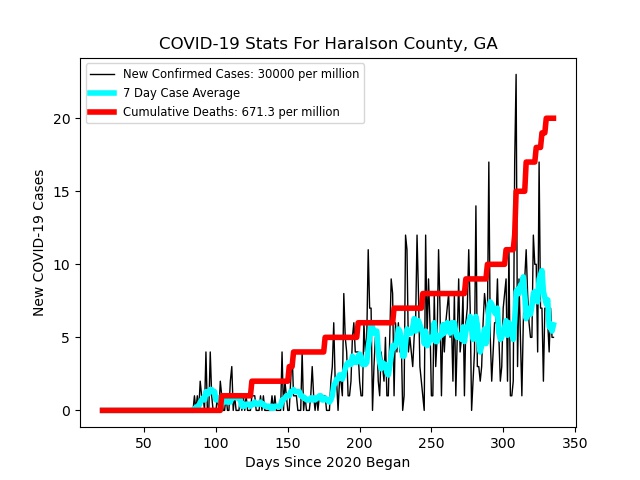 COVID-19 Stats For Haralson County, GA
New Confirmed Cases: 30000 per million
7 Day Case Average
Cumulative Deaths: 671.3 per million
New COVID-19 Cases
20
15
10
5
0
50 100 150 200 250 300 350
Days Since 2020 Began